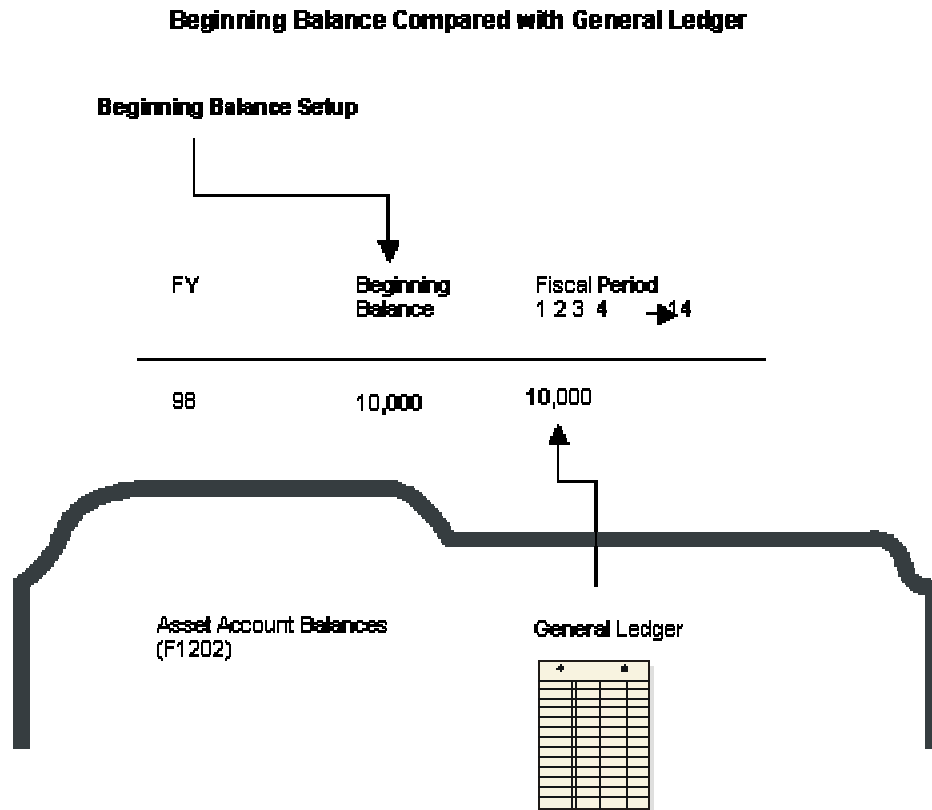 Beginning Balance Compared with General Ledger
Beginning Balance Setup
FY
Beginning
Balance
Fiscal Period
1 2 3 4 14
98
10,000
10,000
Asset Account Balances
(F1202)
General Ledger